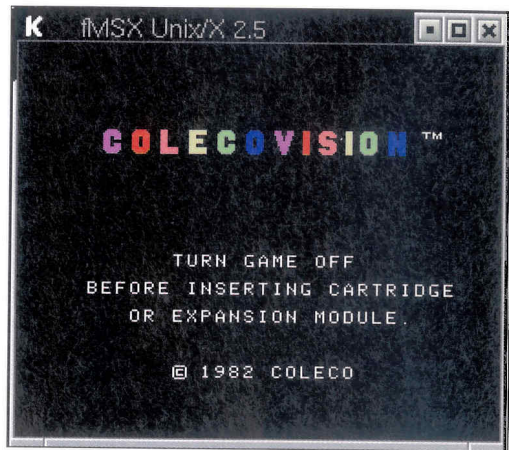 K fMSX Unix/X 2.5
COLECOVISION ™
TURN GAME OFF
BEFORE INSERTING CARTRIDGE
OR EXPANSION MODULE.
© 1982 COLECO